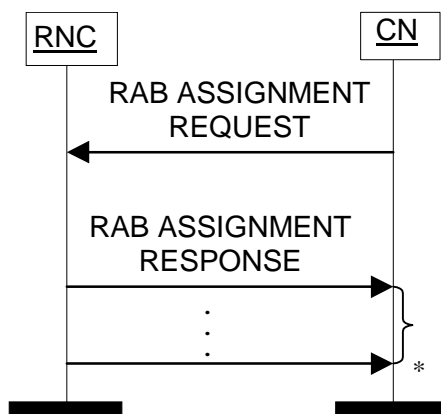 RNC
CN
RAB ASSIGNMENT
REQUEST
RAB ASSIGNMENT
RESPONSE
.
.
.
*